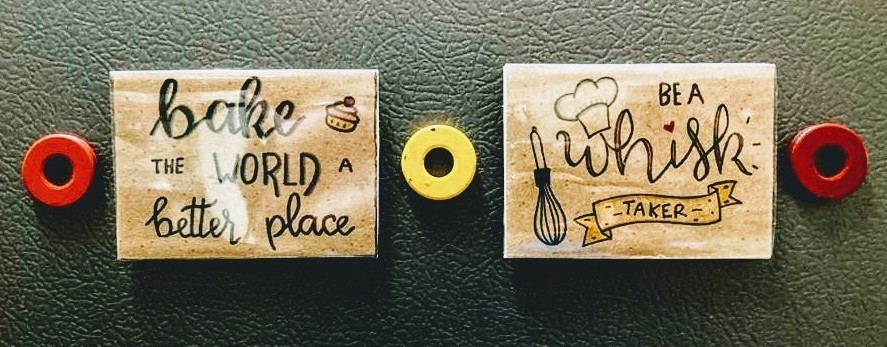 bake
THE WORLD A
better place
BE A
whisk
-TAKER-